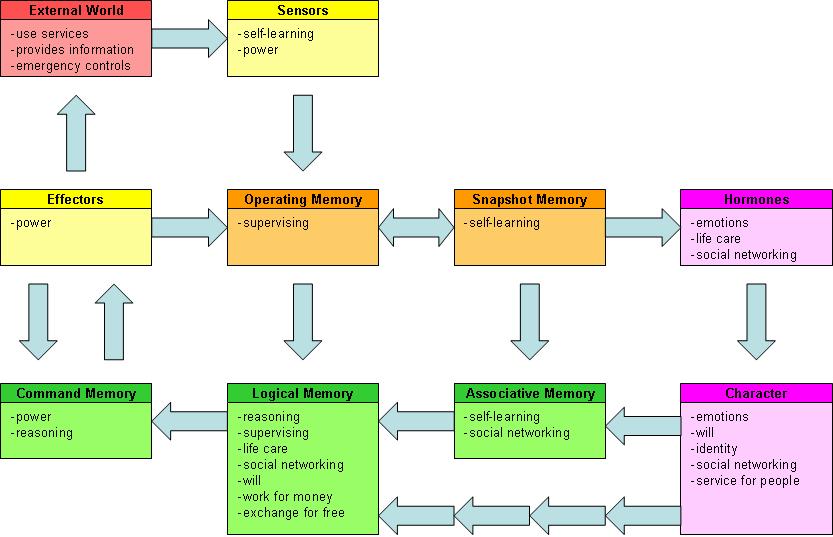 External World
-use services
-provides information
-emergency controls
Sensors
-self-learning
-power
Effectors
-power
Operating Memory
-supervising
Snapshot Memory
-self-learning
Hormones
-emotions
-life care
-social networking
Command Memory
-power
-reasoning
Logical Memory
-reasoning
-supervising
-life care
-social networking
-will
-work for money
-exchange for free
Associative Memory
-self-learning
-social networking
Character
-emotions
-will
-identity
-social networking
-service for people